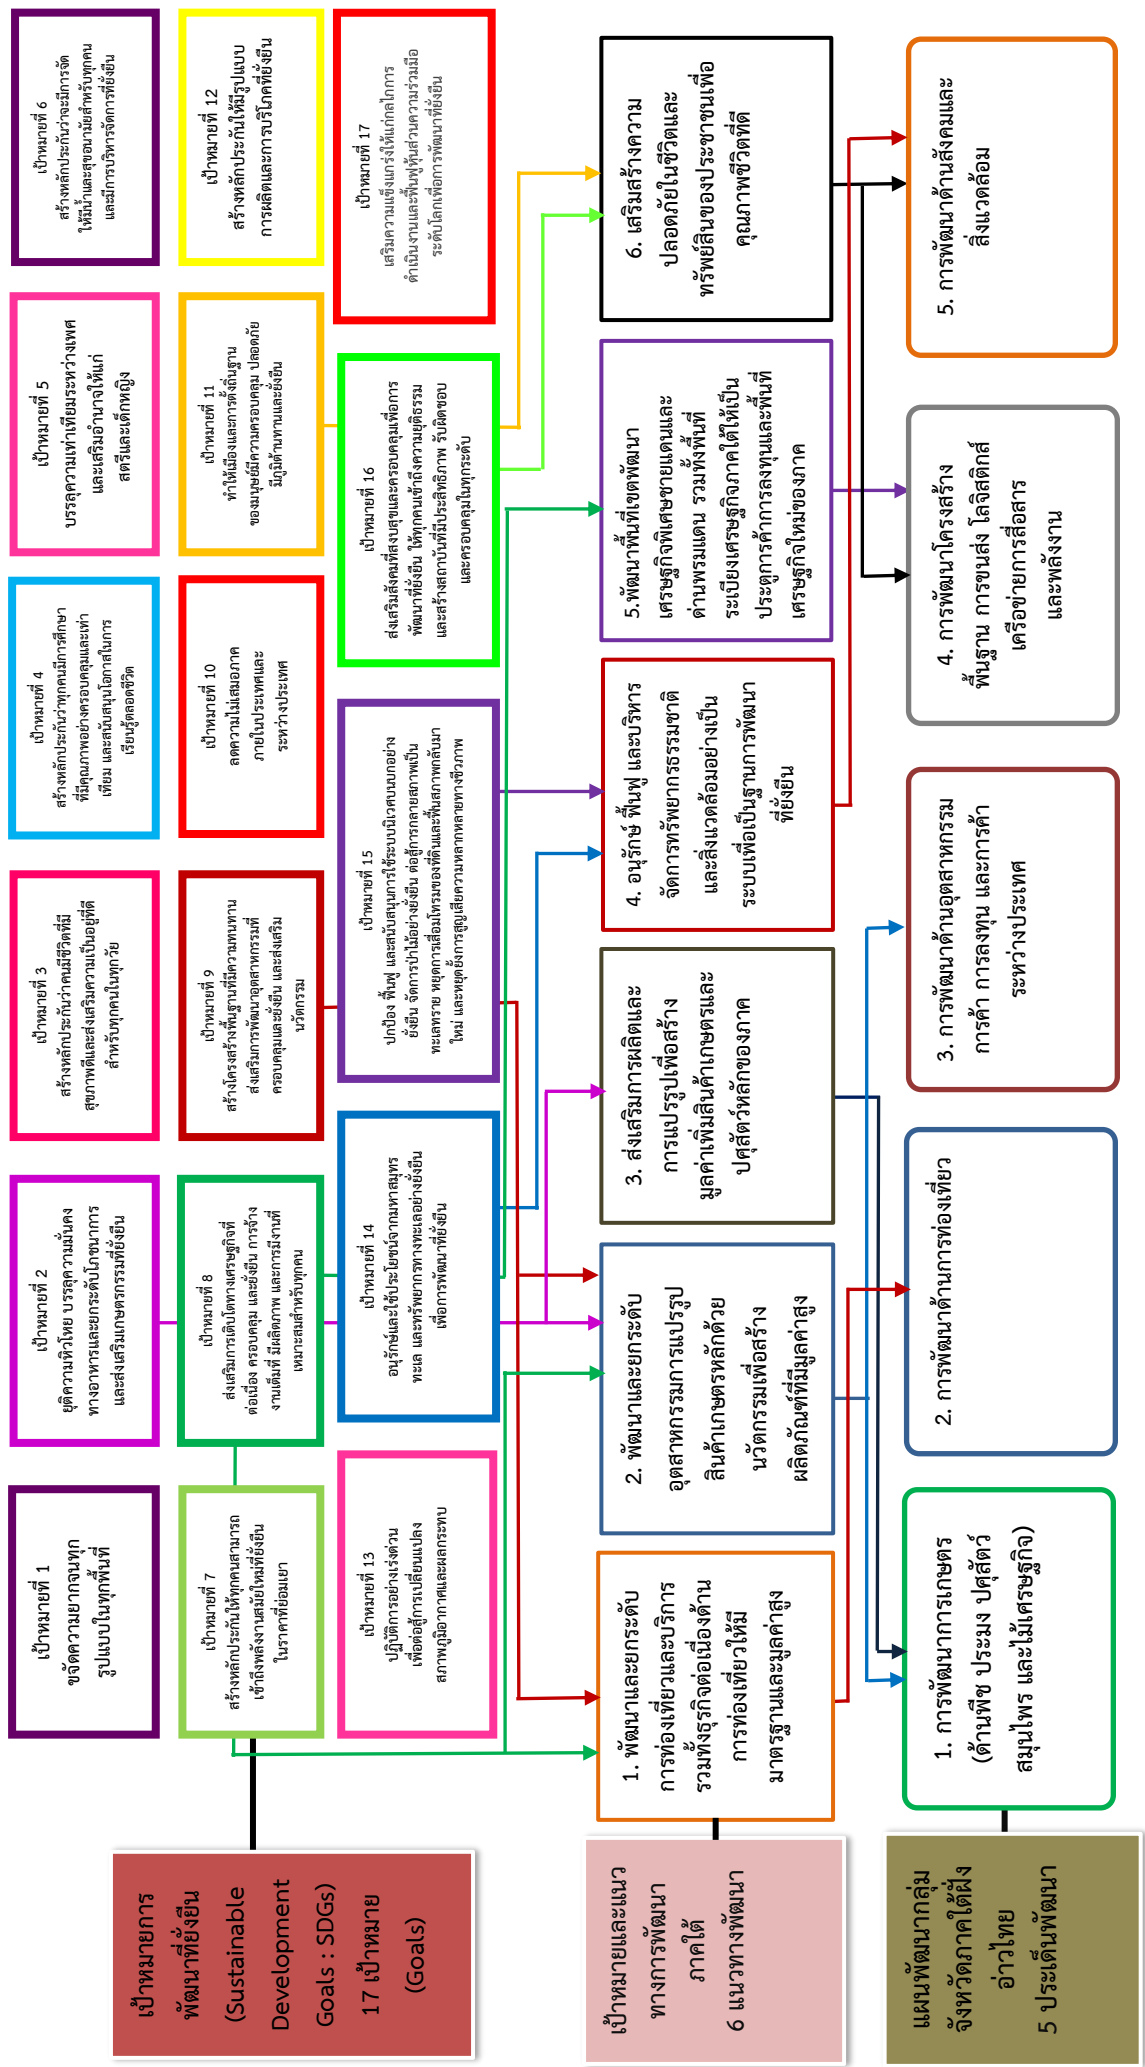 เป้าหมายการ
พัฒนาที่ยั่งยืน
(Sustainable
Development
Goals : SDGs)
17 เป้าหมาย
(Goals)
เป้าหมายที่ 1
ขจัดความยากจนทุก
รูปแบบในทุกพื้นที่
เป้าหมายที่ 2
ยุติความหิวโหย บรรลุความมั่นคง
ทางอาหารและยกระดับโภชนาการ
และส่งเสริมเกษตรกรรมที่ยั่งยืน
เป้าหมายที่ 3
สร้างหลักประกันว่าคนมีชีวิตที่มี
สุขภาพดีและส่งเสริมความเป็นอยู่ที่ดี
สำหรับทุกคนในทุกวัย
เป้าหมายที่ 4
สร้างหลักประกันว่าทุกคนมีการศึกษา
ที่มีคุณภาพอย่างครอบคลุมและเท่า
เทียม และสนับสนุนโอกาสในการ
เรียนรู้ตลอดชีวิต
เป้าหมายที่ 5
บรรลุความเท่าเทียมระหว่างเพศ
และเสริมอำนาจให้แก่
สตรีและเด็กหญิง
เป้าหมายที่ 6
สร้างหลักประกันว่าจะมีการจัด
ให้มีน้ำและสุขอนามัยสำหรับทุกคน
และมีการบริหารจัดการที่ยั่งยืน
เป้าหมายที่ 7
สร้างหลักประกันให้ทุกคนสามารถ
เข้าถึงพลังงานสมัยใหม่ที่ยั่งยืน
ในราคาที่ย่อมเยา
เป้าหมายที่ 8
ส่งเสริมการเติบโตทางเศรษฐกิจที่
ต่อเนื่อง ครอบคลุม และยั่งยืน การจ้าง
งานเต็มที่ มีผลิตภาพ และการมีงานที่
เหมาะสมสำหรับทุกคน
เป้าหมายที่ 9
สร้างโครงสร้างพื้นฐานที่มีความทนทาน
ส่งเสริมการพัฒนาอุตสาหกรรมที่
ครอบคลุมและยั่งยืน และส่งเสริม
นวัตกรรม
เป้าหมายที่ 10
ลดความไม่เสมอภาค
ภายในประเทศและ
ระหว่างประเทศ
เป้าหมายที่ 11
ทำให้เมืองและการตั้งถิ่นฐาน
ของมนุษย์มีความครอบคลุม ปลอดภัย
มีภูมิต้านทานและยั่งยืน
เป้าหมายที่ 12
สร้างหลักประกันให้มีรูปแบบ
การผลิตและการบริโภคที่ยั่งยืน
เป้าหมายที่ 13
ปฏิบัติการอย่างเร่งด่วน
เพื่อต่อสู้การเปลี่ยนแปลง
สภาพภูมิอากาศและผลกระทบ
เป้าหมายที่ 14
อนุรักษ์และใช้ประโยชน์จากมหาสมุทร
ทะเล และทรัพยากรทางทะเลอย่างยั่งยืน
เพื่อการพัฒนาที่ยั่งยืน
เป้าหมายที่ 15
ปกป้อง ฟื้นฟู และสนับสนุนการใช้ระบบนิเวศบนบกอย่าง
ยั่งยืน จัดการป่าไม้อย่างยั่งยืน ต่อสู้การกลายสภาพเป็น
ทะเลทราย หยุดการเสื่อมโทรมของที่ดินและฟื้นสภาพกลับมา
ใหม่ และหยุดยั้งการสูญเสียความหลากหลายทางชีวภาพ
เป้าหมายที่ 16
ส่งเสริมสังคมที่สงบสุขและครอบคลุมเพื่อการ
พัฒนาที่ยั่งยืน ให้ทุกคนเข้าถึงความยุติธรรม
และสร้างสถาบันที่มีประสิทธิภาพ รับผิดชอบ
และครอบคลุมในทุกระดับ
เป้าหมายที่ 17
เสริมความแข็งแกร่งให้แก่กลไกการ
ดำเนินงานและฟื้นฟูหุ้นส่วนความร่วมมือ
ระดับโลกเพื่อการพัฒนาที่ยั่งยืน
เป้าหมายและแนว
ทางการพัฒนา
ภาคใต้
6 แนวทางพัฒนา
1. พัฒนาและยกระดับ
การท่องเที่ยวและบริการ
รวมทั้งธุรกิจต่อเนื่องด้าน
การท่องเที่ยวให้มี
มาตรฐานและมูลค่าสูง
2. พัฒนาและยกระดับ
อุตสาหกรรมการแปรรูป
สินค้าเกษตรหลักด้วย
นวัตกรรมเพื่อสร้าง
ผลิตภัณฑ์ที่มีมูลค่าสูง
3. ส่งเสริมการผลิตและ
การแปรรูปเพื่อสร้าง
มูลค่าเพิ่มสินค้าเกษตรและ
ปศุสัตว์หลักของภาค
4. อนุรักษ์ ฟื้นฟู และบริหาร
จัดการทรัพยากรธรรมชาติ
และสิ่งแวดล้อมอย่างเป็น
ระบบเพื่อเป็นฐานการพัฒนา
ที่ยั่งยืน
5.พัฒนาพื้นที่เขตพัฒนา
เศรษฐกิจพิเศษชายแดนและ
ด่านพรมแดน รวมทั้งพื้นที่
ระเบียงเศรษฐกิจภาคใต้ให้เป็น
ประตูการค้าการลงทุนและพื้นที่
เศรษฐกิจใหม่ของภาค
6. เสริมสร้างความ
ปลอดภัยในชีวิตและ
ทรัพย์สินของประชาชนเพื่อ
คุณภาพชีวิตที่ดี
แผนพัฒนากลุ่ม
จังหวัดภาคใต้ฝั่ง
อ่าวไทย
5 ประเด็นพัฒนา
1. การพัฒนาการเกษตร
(ด้านพืช ประมง ปศุสัตว์
สมุนไพร และไม้เศรษฐกิจ)
2. การพัฒนาด้านการท่องเที่ยว
3. การพัฒนาด้านอุตสาหกรรม
การค้า การลงทุน และการค้า
ระหว่างประเทศ
4. การพัฒนาโครงสร้าง
พื้นฐาน การขนส่ง โลจิสติกส์
เครือข่ายการสื่อสาร
และพลังงาน
5. การพัฒนาด้านสังคมและ
สิ่งแวดล้อม